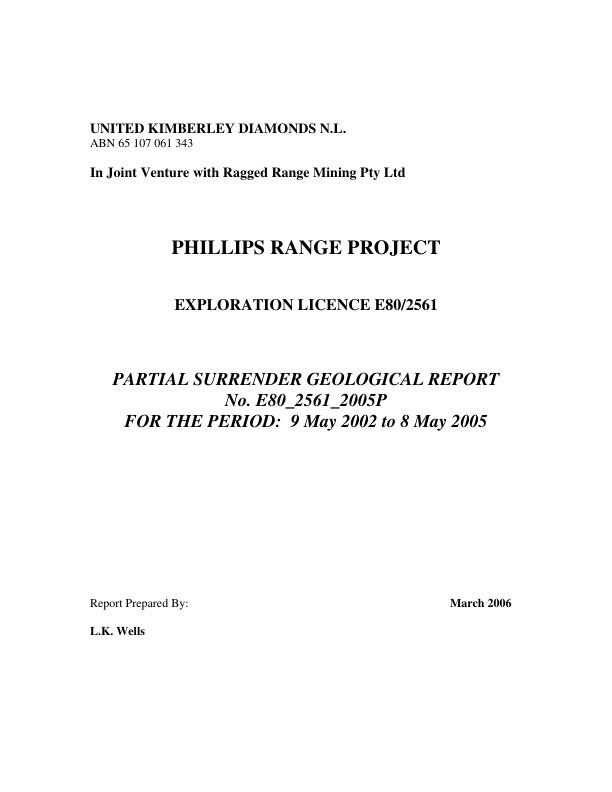 UNITED KIMBERLEY DIAMONDS N.L.
ABN 65 107 061 343
In Joint Venture with Ragged Range Mining Pty Ltd
PHILLIPS RANGE PROJECT
EXPLORATION LICENCE E80/2561
PARTIAL SURRENDER GEOLOGICAL REPORT
No. E80_2561_2005P
FOR THE PERIOD:  9 May 2002 to 8 May 2005
Report Prepared By: March 2006
L.K. Wells